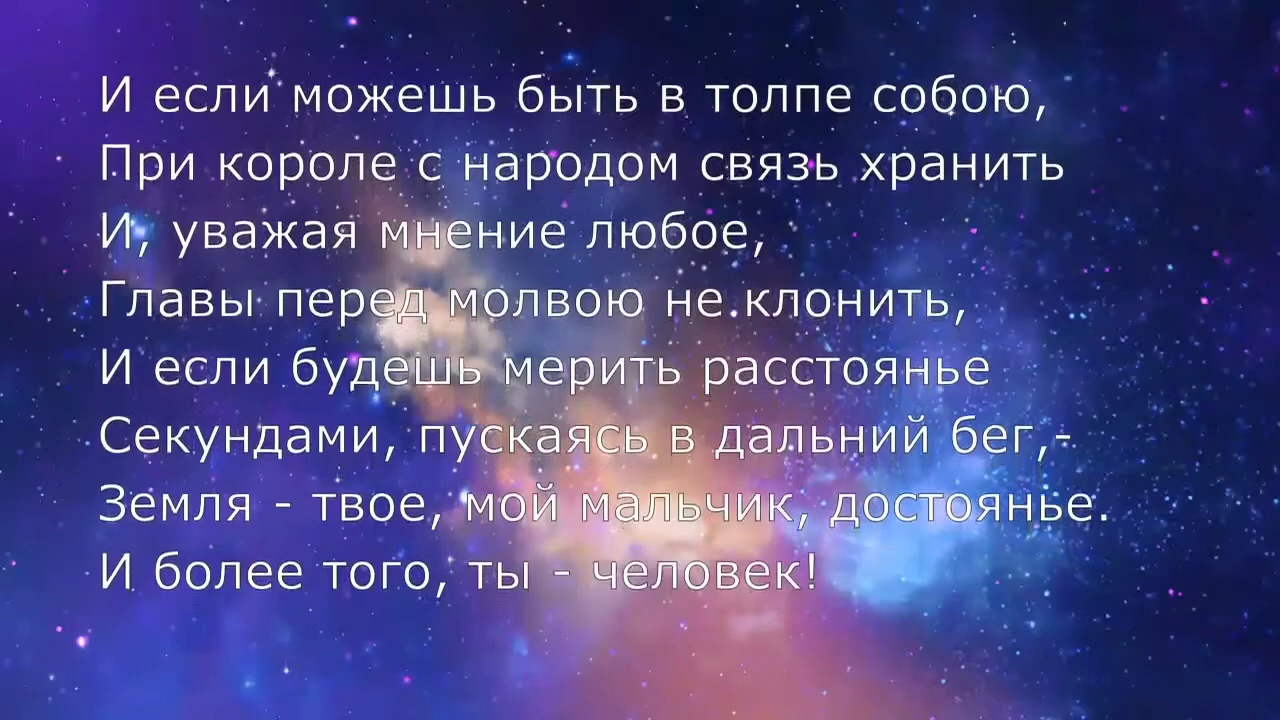 И если можешь быть в толпе собою,
При короле с народом связь хранить
И, уважая мнение любое,
Главы перед молвою не клонить,
И если будешь мерить расстоянье
Секундами, пускаясь в дальний бег,-
Земля - твое, мой мальчик, достоянье.
И более того, ты - человек!